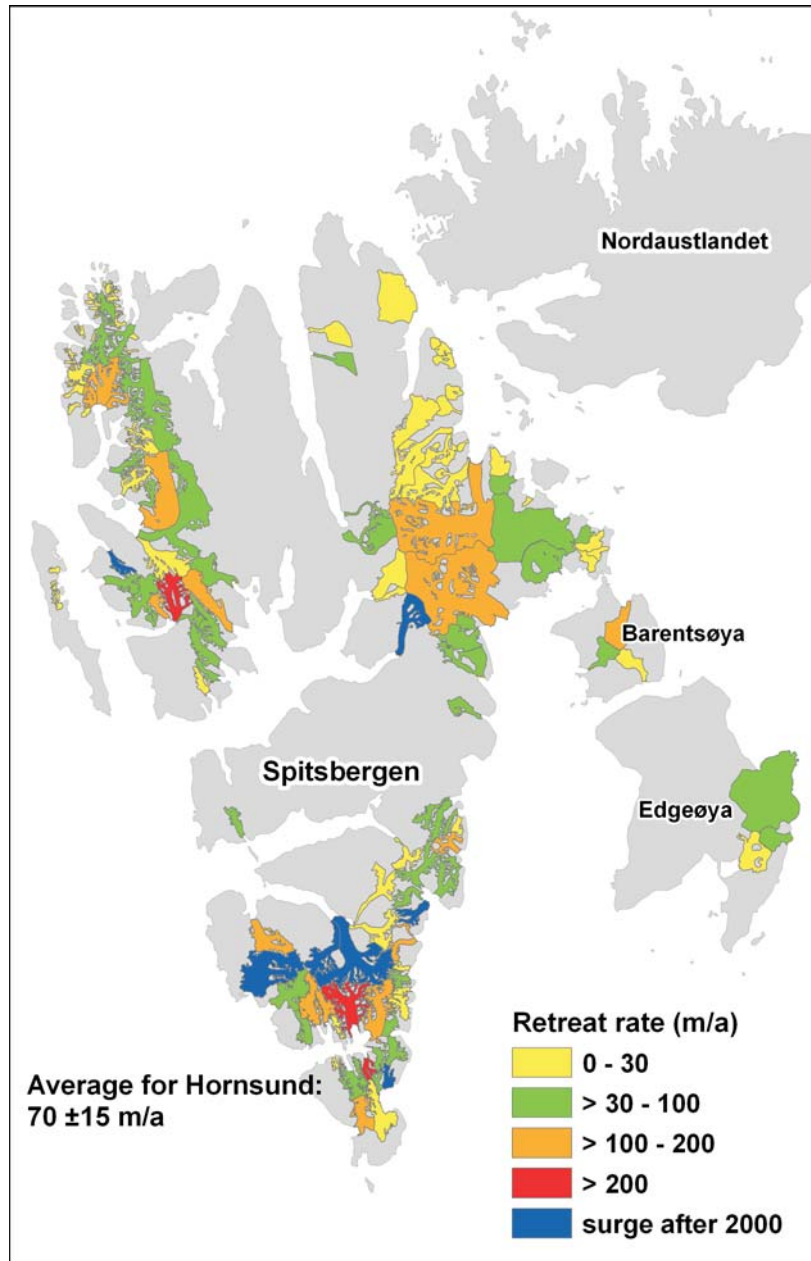 Nordaustlandet
Barentsøya
Spitsbergen
Edgeøya
Average for Hornsund:
70 ±15 m/a
Retreat rate (m/a)
0 - 30
> 30 - 100
> 100 - 200
> 200
surge after 2000